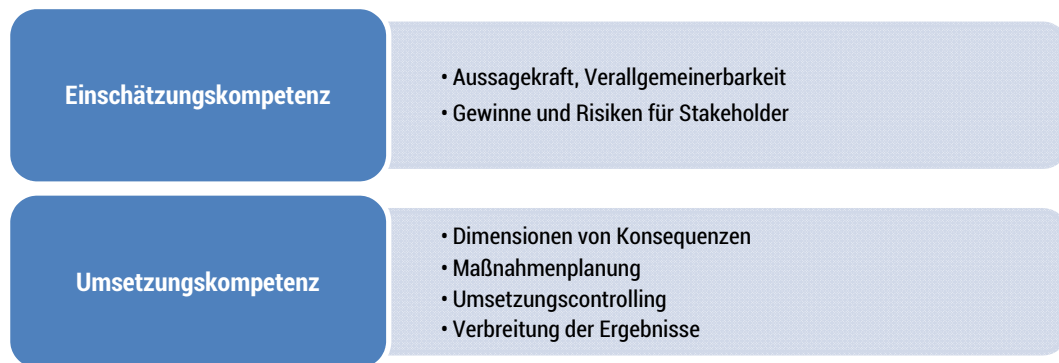 Einschätzungskompetenz
• Aussagekraft, Verallgemeinerbarkeit
• Gewinne und Risiken für Stakeholder
Umsetzungskompetenz
• Dimensionen von Konsequenzen
• Maßnahmenplanung
• Umsetzungscontrolling
• Verbreitung der Ergebnisse